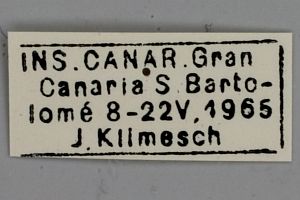 INS.CANAR.Gran
Canaria S Barto-
lomé 8-22V,1965
J.Klimesch